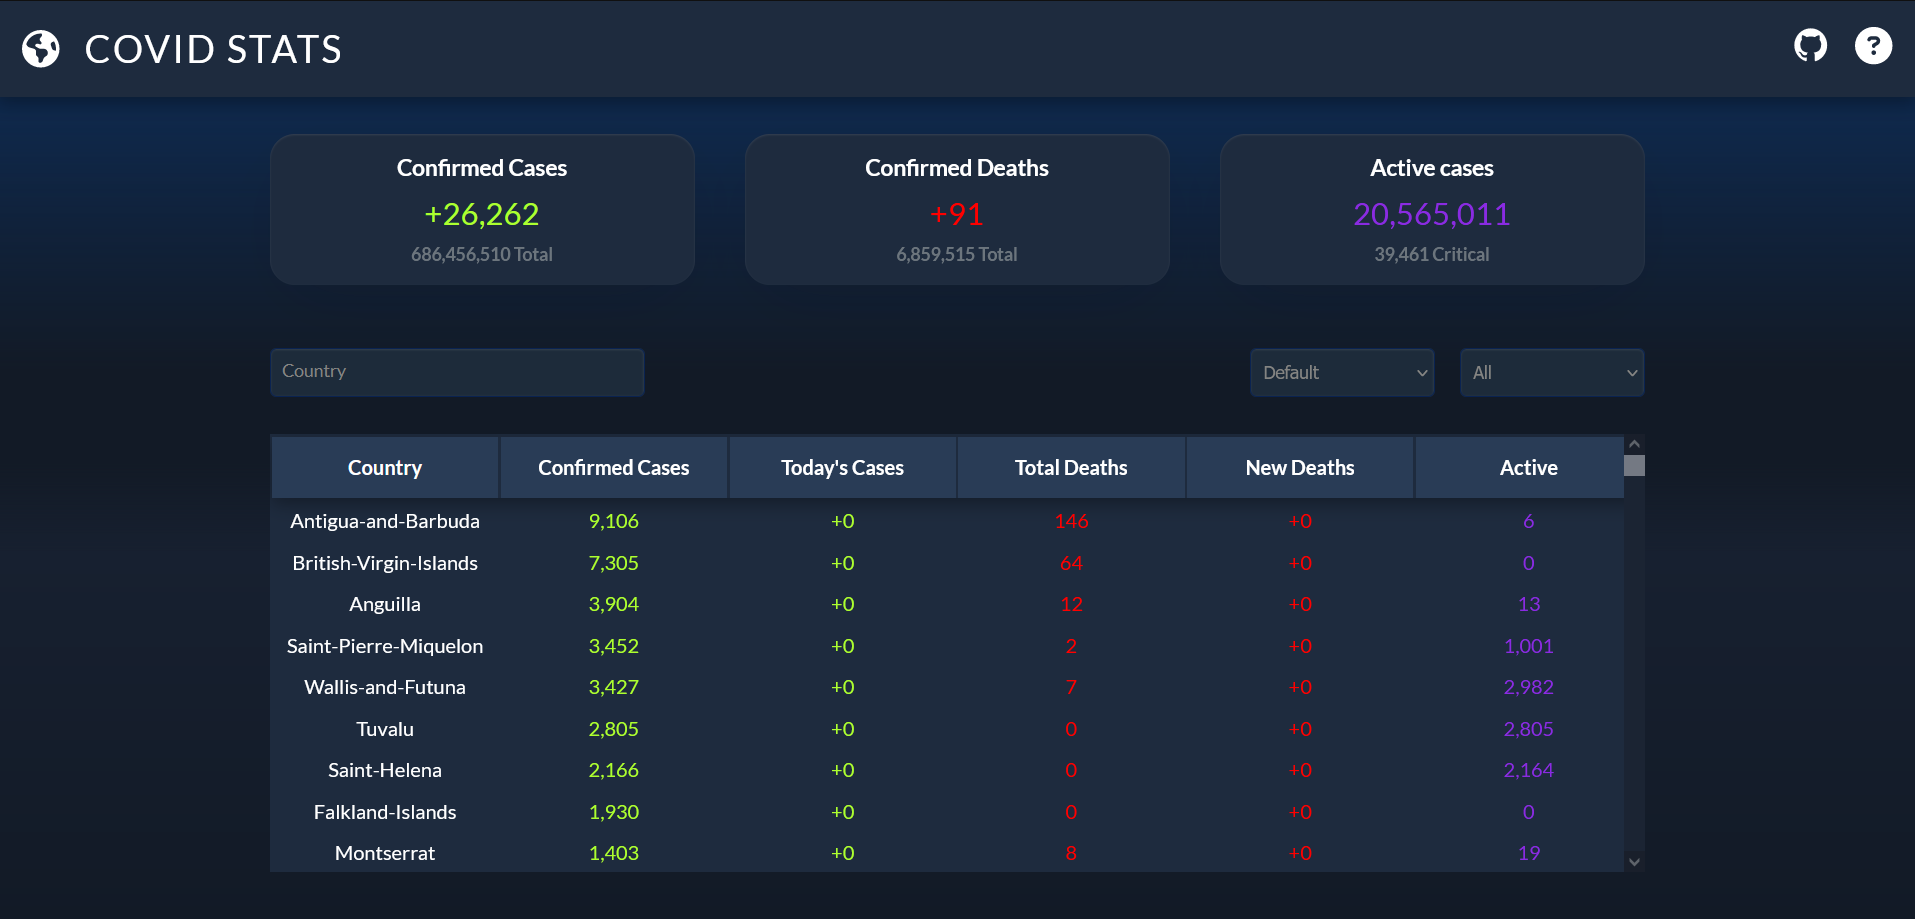 COVID STATS
?
Confirmed Cases
+26,262
686,456,510 Total
Confirmed Deaths
+91
6,859,515 Total
Active cases
20,565,011
39,461 Critical
Country
Default
All
Country Confirmed Cases Today's Cases Total Deaths New Deaths Active
Antigua-and-Barbuda 9,106 +0 146 +0 6
British-Virgin-Islands 7,305 +0 64 +0 0
Anguilla 3,904 +0 12 +0 13
Saint-Pierre-Miquelon 3,452 +0 2 +0 1,001
Wallis-and-Futuna 3,427 +0 7 +0 2,982
Tuvalu 2,805 +0 0 +0 2,805
Saint-Helena 2,166 +0 0 +0 2,164
Falkland-Islands 1,930 +0 0 +0 0
Montserrat 1,403 +0 8 +0 19